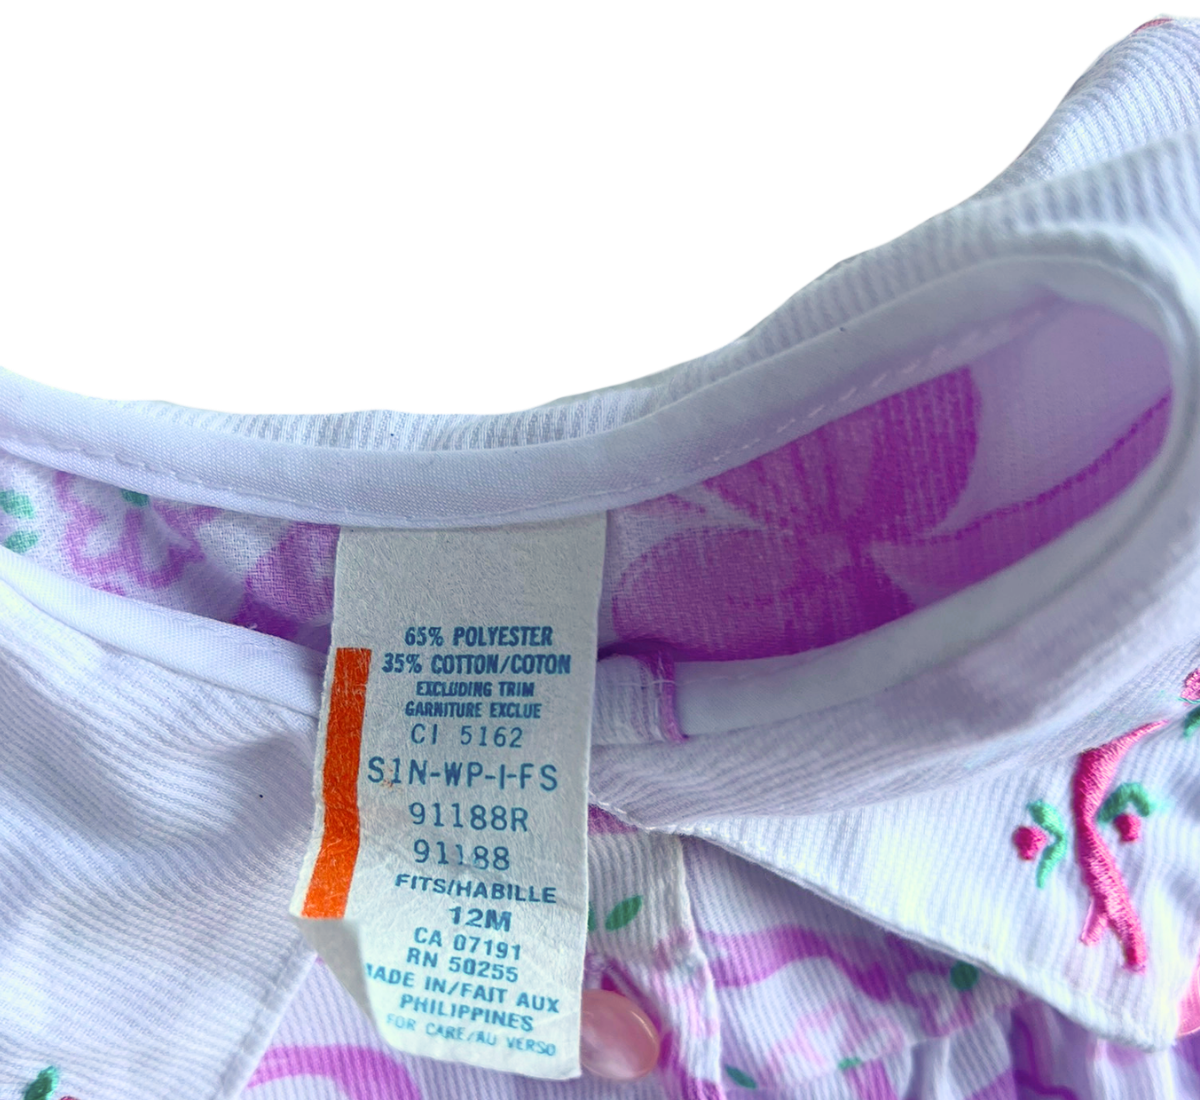 65% POLYESTER
35% COTTON/COTON
EXCLUDING TRIM
GARNITURE EXCLUE
CI 5162
S1N-WP-I-FS
91188R
91188
FITS/HABILLE
12M
CA 07191
RN 50255
MADE IN/FAIT AUX
PHILIPPINES
FOR CARE/AU VERSO